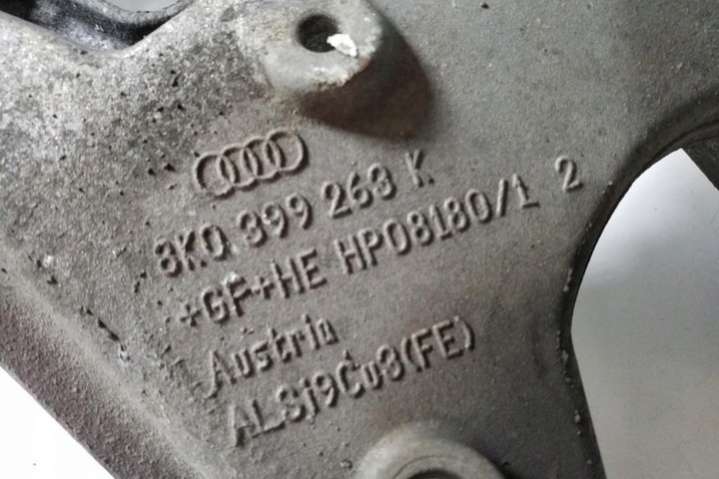 8K0 399 263 K
+GF+HE HP08180/1 2
Austria
ALSi9Cu3(FE)